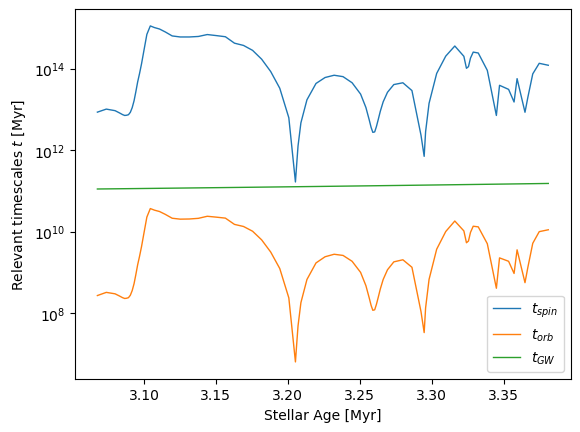 Relevant timescales t [Myr]
10^14
10^12
10^10
10^8
3.10 3.15 3.20 3.25 3.30 3.35
Stellar Age [Myr]
t_spin
t_orb
t_GW